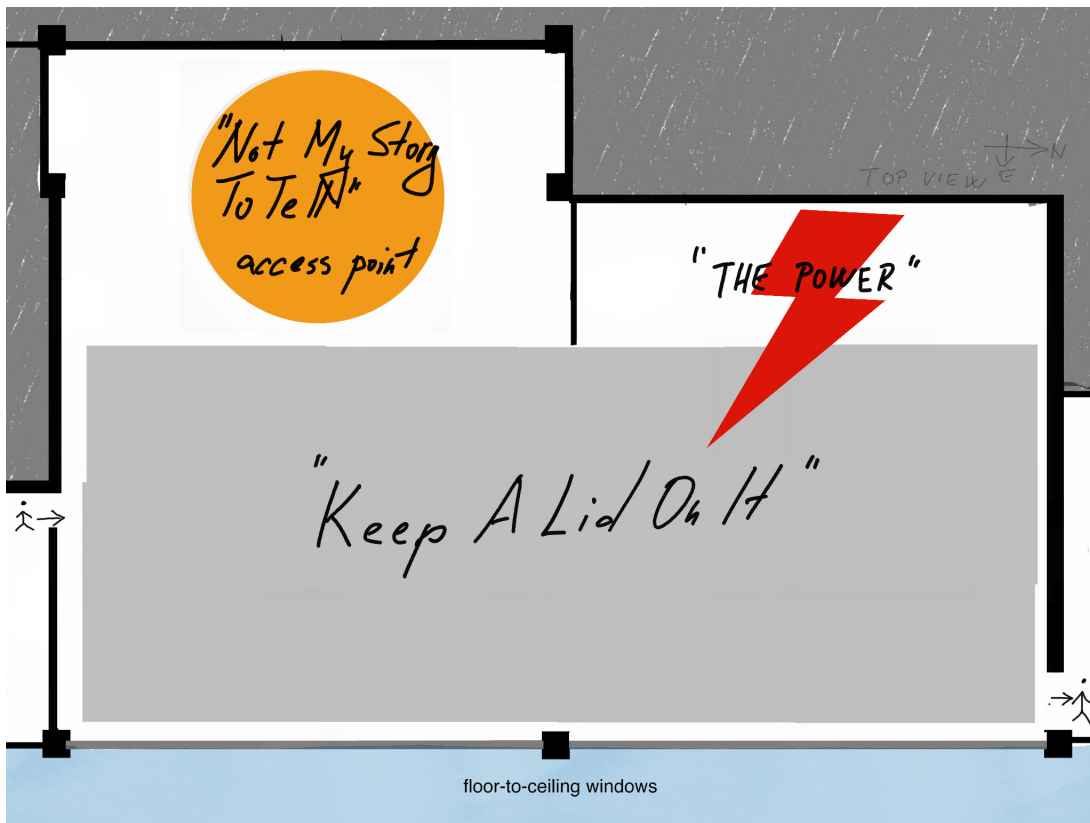 "Not My Story
To Tell"
access point
N
TOP VIEW E
"THE POWER"
"Keep A Lid On It"
floor-to-ceiling windows